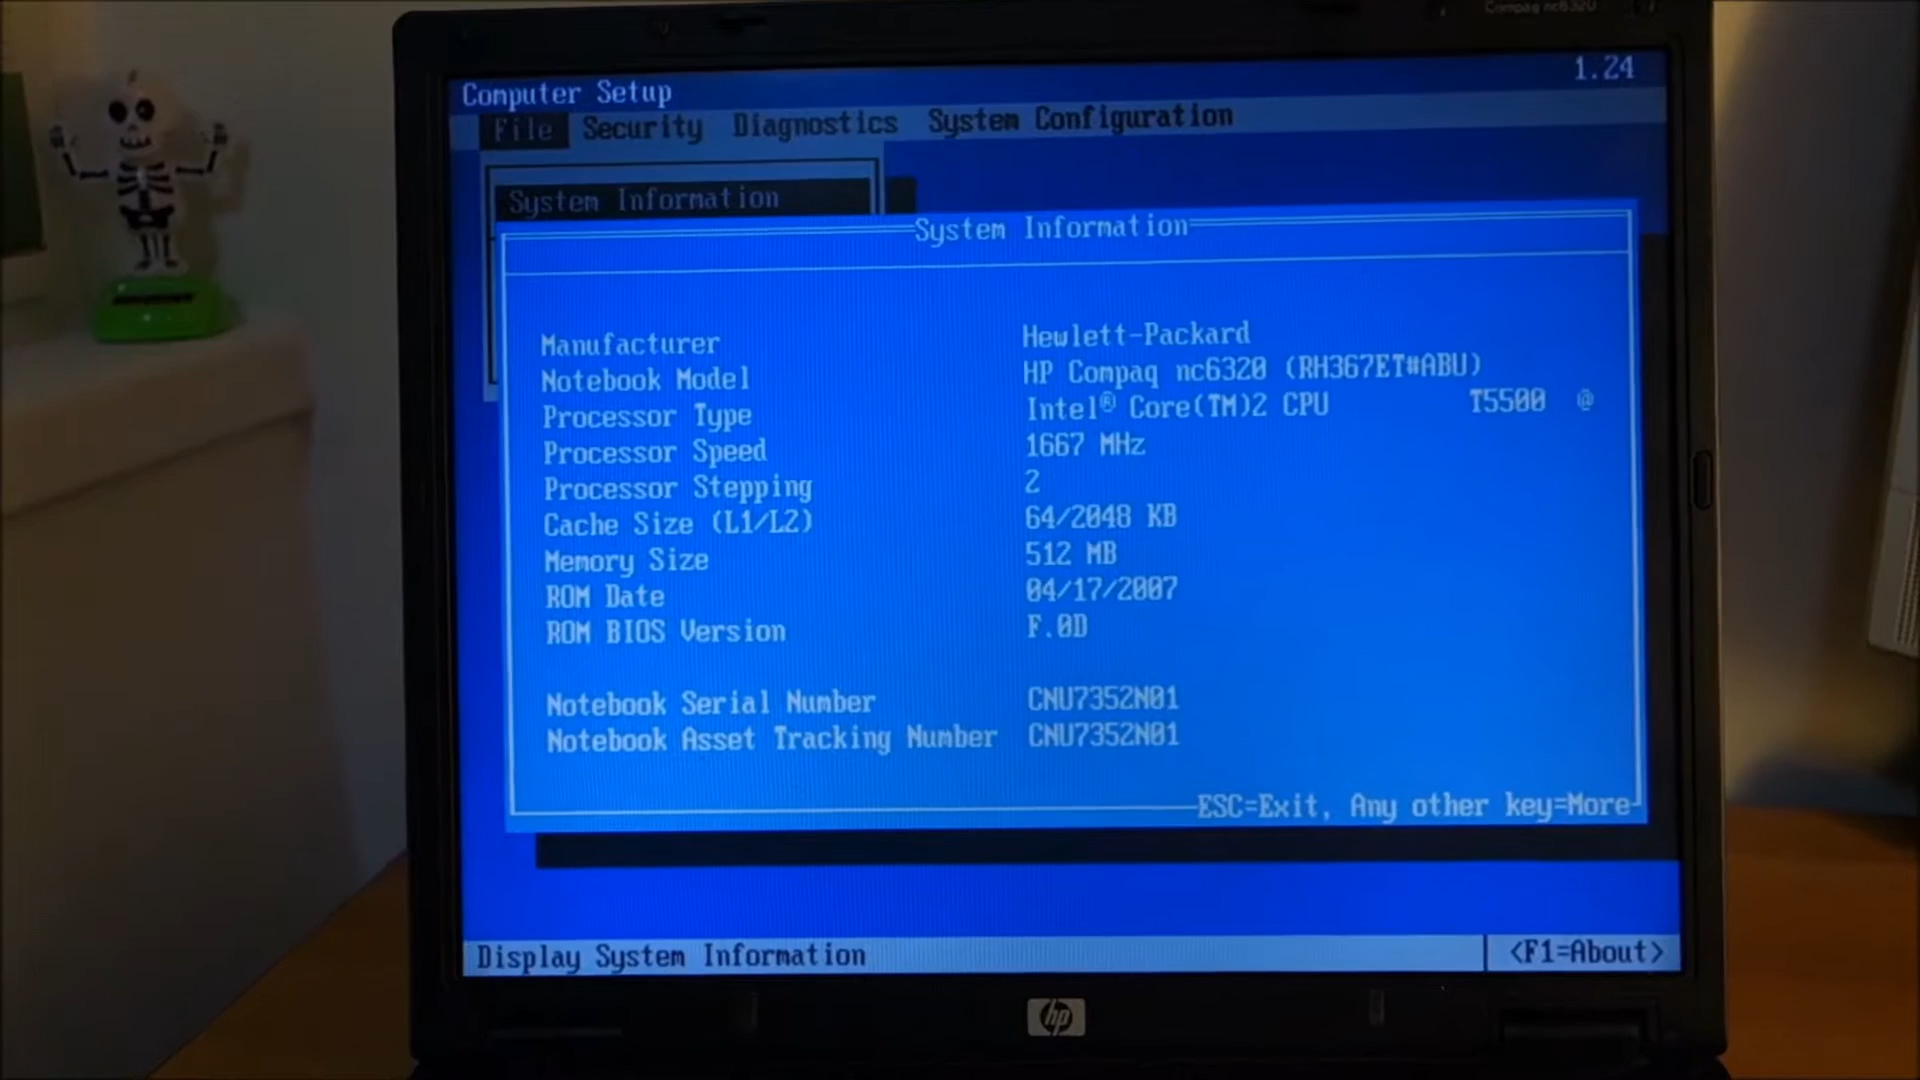 Compaq nc6320
Computer Setup 1.24
File Security Diagnostics System Configuration
System Information
System Information
Manufacturer Hewlett-Packard
Notebook Model HP Compaq nc6320 (RH367ET#ABU)
Processor Type Intel® Core(TM)2 CPU T5500 @
Processor Speed 1667 MHz
Processor Stepping 2
Cache Size (L1/L2) 64/2048 KB
Memory Size 512 MB
ROM Date 04/17/2007
ROM BIOS Version F.0D
Notebook Serial Number CNU7352N01
Notebook Asset Tracking Number CNU7352N01
ESC=Exit, Any other key=More
Display System Information <F1=About>
hp